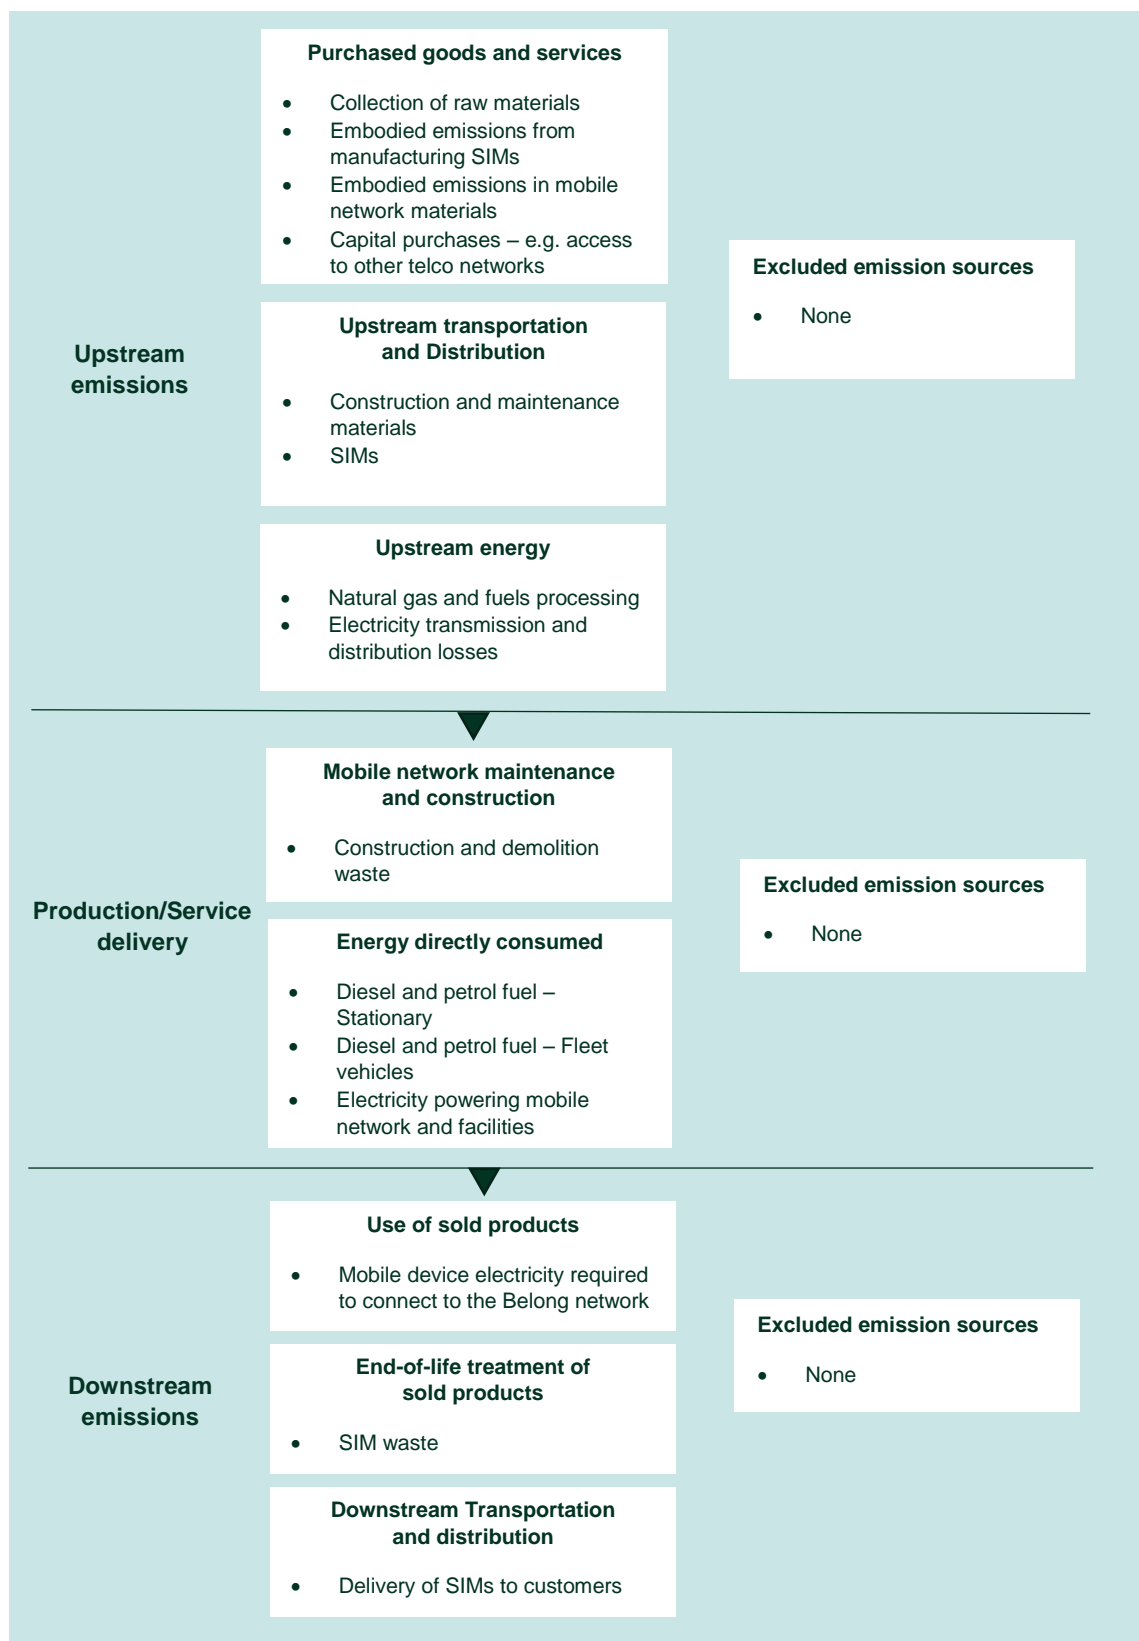 Purchased goods and services
• Collection of raw materials
• Embodied emissions from
manufacturing SIMs
• Embodied emissions in mobile
network materials
• Capital purchases – e.g. access
to other telco networks
Upstream
emissions
Upstream transportation
and Distribution
• Construction and maintenance
materials
• SIMs
Upstream energy
• Natural gas and fuels processing
• Electricity transmission and
distribution losses
Excluded emission sources
• None
Production/Service
delivery
Mobile network maintenance
and construction
• Construction and demolition
waste
Energy directly consumed
• Diesel and petrol fuel –
Stationary
• Diesel and petrol fuel – Fleet
vehicles
• Electricity powering mobile
network and facilities
Excluded emission sources
• None
Downstream
emissions
Use of sold products
• Mobile device electricity required
to connect to the Belong network
End-of-life treatment of
sold products
• SIM waste
Downstream Transportation
and distribution
• Delivery of SIMs to customers
Excluded emission sources
• None